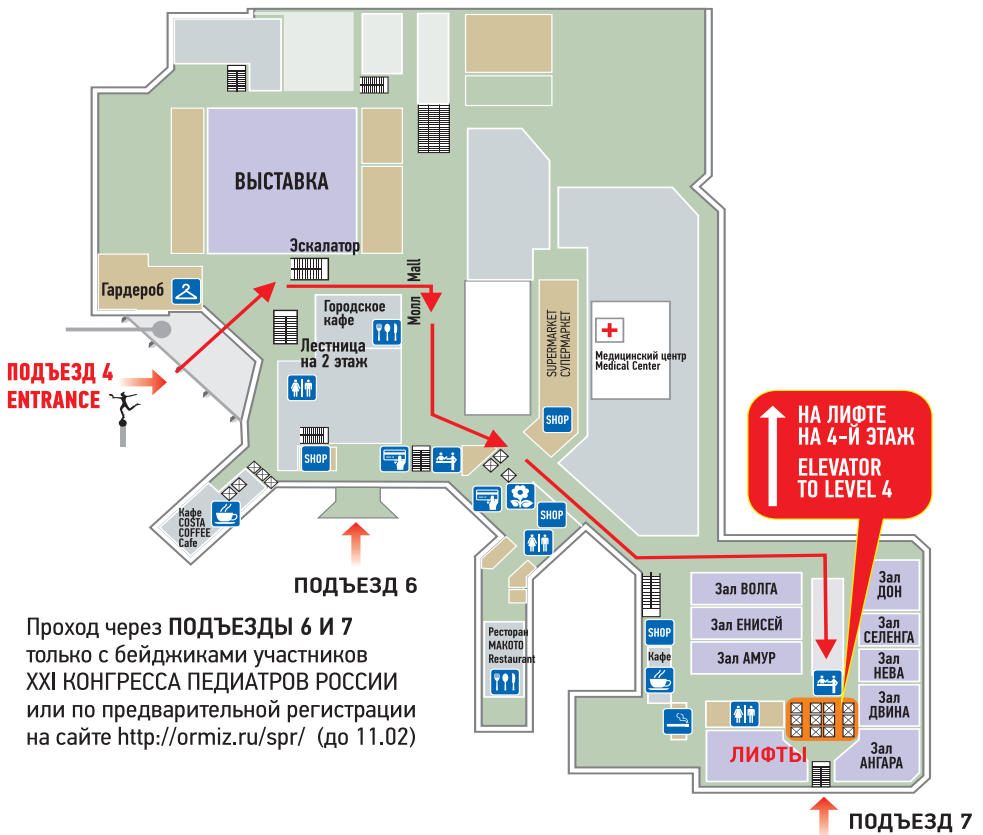 ВЫСТАВКА
Эскалатор
Молл Mall
Гардероб
Городское
кафе
Лестница
на 2 этаж
SUPERMARKET
СУПЕРМАРКЕТ
Медицинский центр
Medical Center
ПОДЪЕЗД 4
ENTRANCE
НА ЛИФТЕ
НА 4-Й ЭТАЖ
ELEVATOR
TO LEVEL 4
SHOP
SHOP
SHOP
Кафе
COSTA
COFFEE
Cafe
ПОДЪЕЗД 6
Проход через ПОДЪЕЗДЫ 6 И 7
только с бейджиками участников
XXI КОНГРЕССА ПЕДИАТРОВ РОССИИ
или по предварительной регистрации
на сайте http://ormiz.ru/spr/ (до 11.02)
Ресторан
МАКОТО
Restaurant
SHOP
Кафе
Зал ВОЛГА
Зал ЕНИСЕЙ
Зал АМУР
Зал
ДОН
Зал
СЕЛЕНГА
Зал
НЕВА
Зал
ДВИНА
Зал
АНГАРА
ЛИФТЫ
ПОДЪЕЗД 7